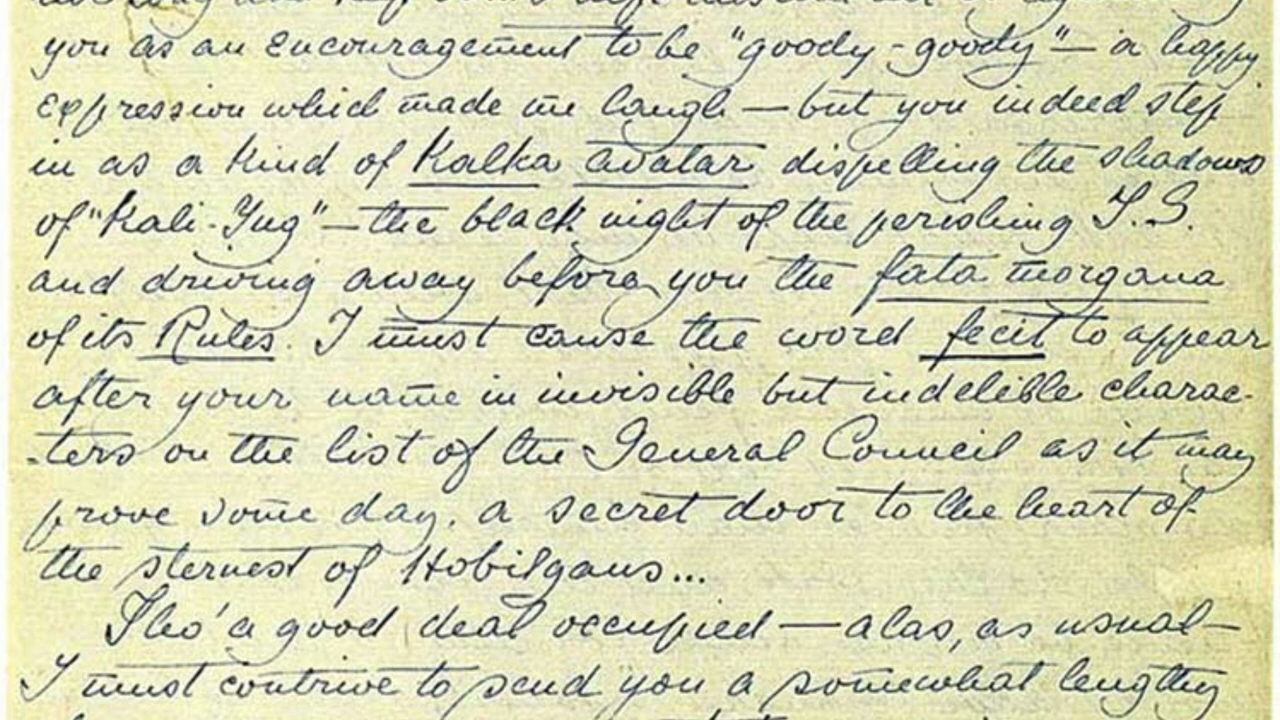 you as an encouragement to be "goody-goody" — a happy
expression which made me laugh — but you indeed step
in as a kind of Kalka avatar dispelling the shadows
of "Kali-Yug" — the black night of the perishing T.S.
and driving away before you the fata morgana
of its Rules. I must cause the word fecit to appear
after your name in invisible but indelible charac-
-ters on the list of the General Council as it may
prove some day, a secret door to the heart of
the sternest of Hobilgans...
Tho' a good deal occupied — alas, as usual —
I must contrive to send you a somewhat lengthy